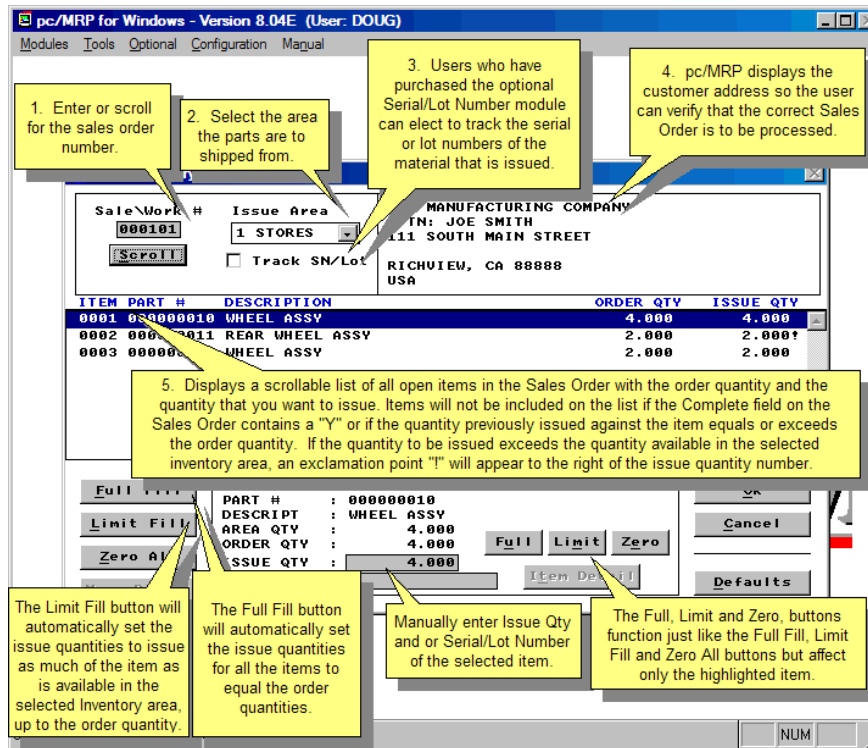 pc/MRP for Windows - Version 8.04E (User: DOUG)
Modules Tools Optional Configuration Manual
1. Enter or scroll
for the sales order
number.
2. Select the area
the parts are to
shipped from.
3. Users who have
purchased the optional
Serial/Lot Number module
can elect to track the serial
or lot numbers of the
material that is issued.
4. pc/MRP displays the
customer address so the user
can verify that the correct Sales
Order is to be processed.
Sale\Work #
000101
Scroll
Issue Area
1 STORES
Track SN/Lot
MANUFACTURING COMPANY
JOE SMITH
111 SOUTH MAIN STREET
RICHVIEW, CA 88888
USA
ITEM PART # DESCRIPTION ORDER QTY ISSUE QTY
0001 000000010 WHEEL ASSY 4.000 4.000
0002 REAR WHEEL ASSY 2.000 2.000!
0003 WHEEL ASSY 2.000 2.000
5. Displays a scrollable list of all open items in the Sales Order with the order quantity and the
quantity that you want to issue. Items will not be included on the list if the Complete field on the
Sales Order contains a "Y" or if the quantity previously issued against the item equals or exceeds
the order quantity. If the quantity to be issued exceeds the quantity available in the selected
inventory area, an exclamation point "!" will appear to the right of the issue quantity number.
Full Fill
Limit Fill
Zero
PART # : 000000010
DESCRIPT : WHEEL ASSY
AREA QTY : 4.000
ORDER QTY : 4.000
ISSUE QTY : 4.000
Full Limit Zero
Item Detail
OK
Cancel
Defaults
The Limit Fill button will
automatically set the
issue quantities to issue
as much of the item as
is available in the
selected Inventory area,
up to the order quantity.
The Full Fill button
will automatically set
the issue quantities
for all the items to
equal the order
quantities.
Manually enter Issue Qty
and or Serial/Lot Number
of the selected item.
The Full, Limit and Zero, buttons
function just like the Full Fill, Limit
Fill and Zero All buttons but affect
only the highlighted item.
NUM